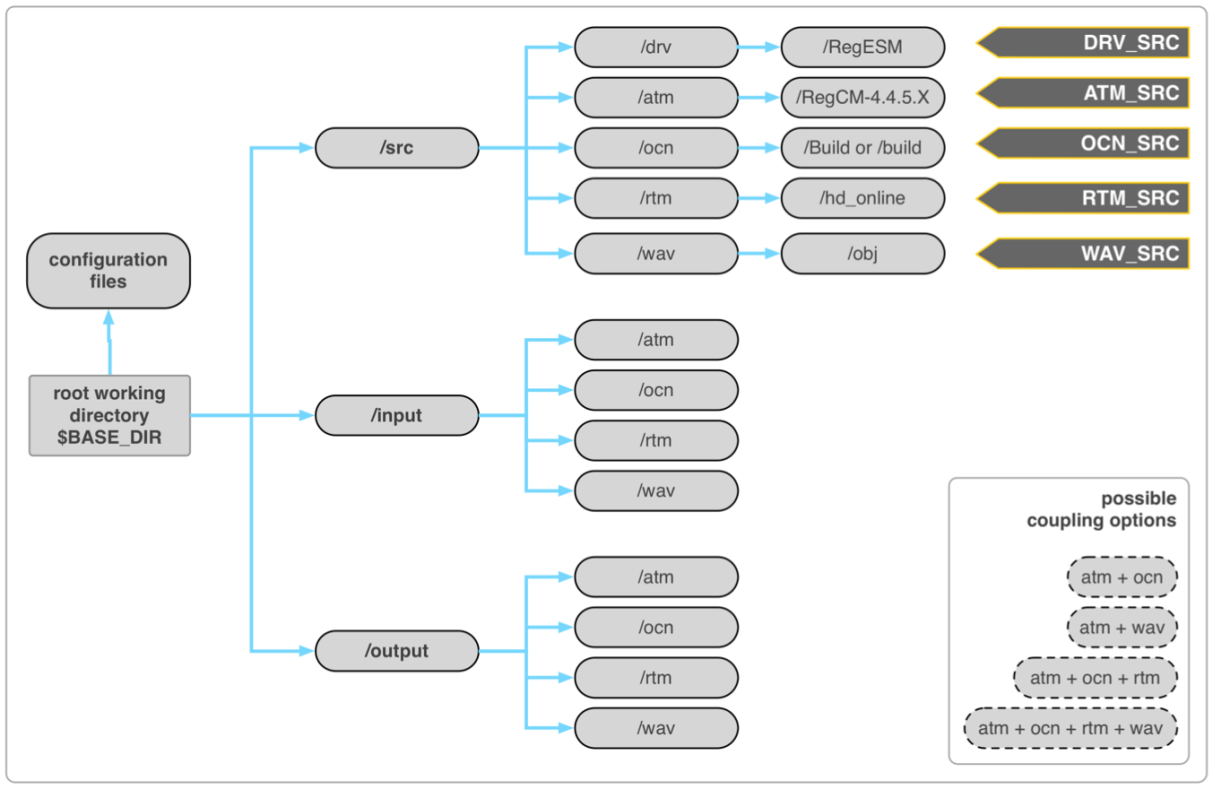 /drv
/RegESM
DRV_SRC
/atm
/RegCM-4.4.5.X
ATM_SRC
/src
/ocn
/Build or /build
OCN_SRC
/rtm
/hd_online
RTM_SRC
/wav
/obj
WAV_SRC
configuration
files
root working
directory
$BASE_DIR
/input
/atm
/ocn
/rtm
/wav
/output
/atm
/ocn
/rtm
/wav
possible
coupling options
atm + ocn
atm + wav
atm + ocn + rtm
atm + ocn + rtm + wav